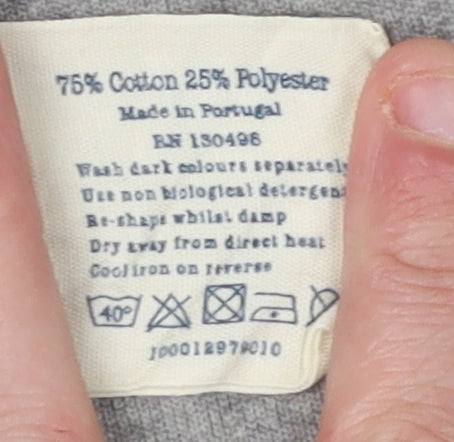 75% Cotton 25% Polyester
Made in Portugal
RN 130498
Wash dark colours separately
Use non biological detergent
Re-shape whilst damp
Dry away from direct heat
Cool iron on reverse
40°